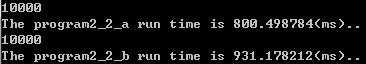 10000
The program2_2_a run time is 800.498784(ms)..
10000
The program2_2_b run time is 931.178212(ms)..